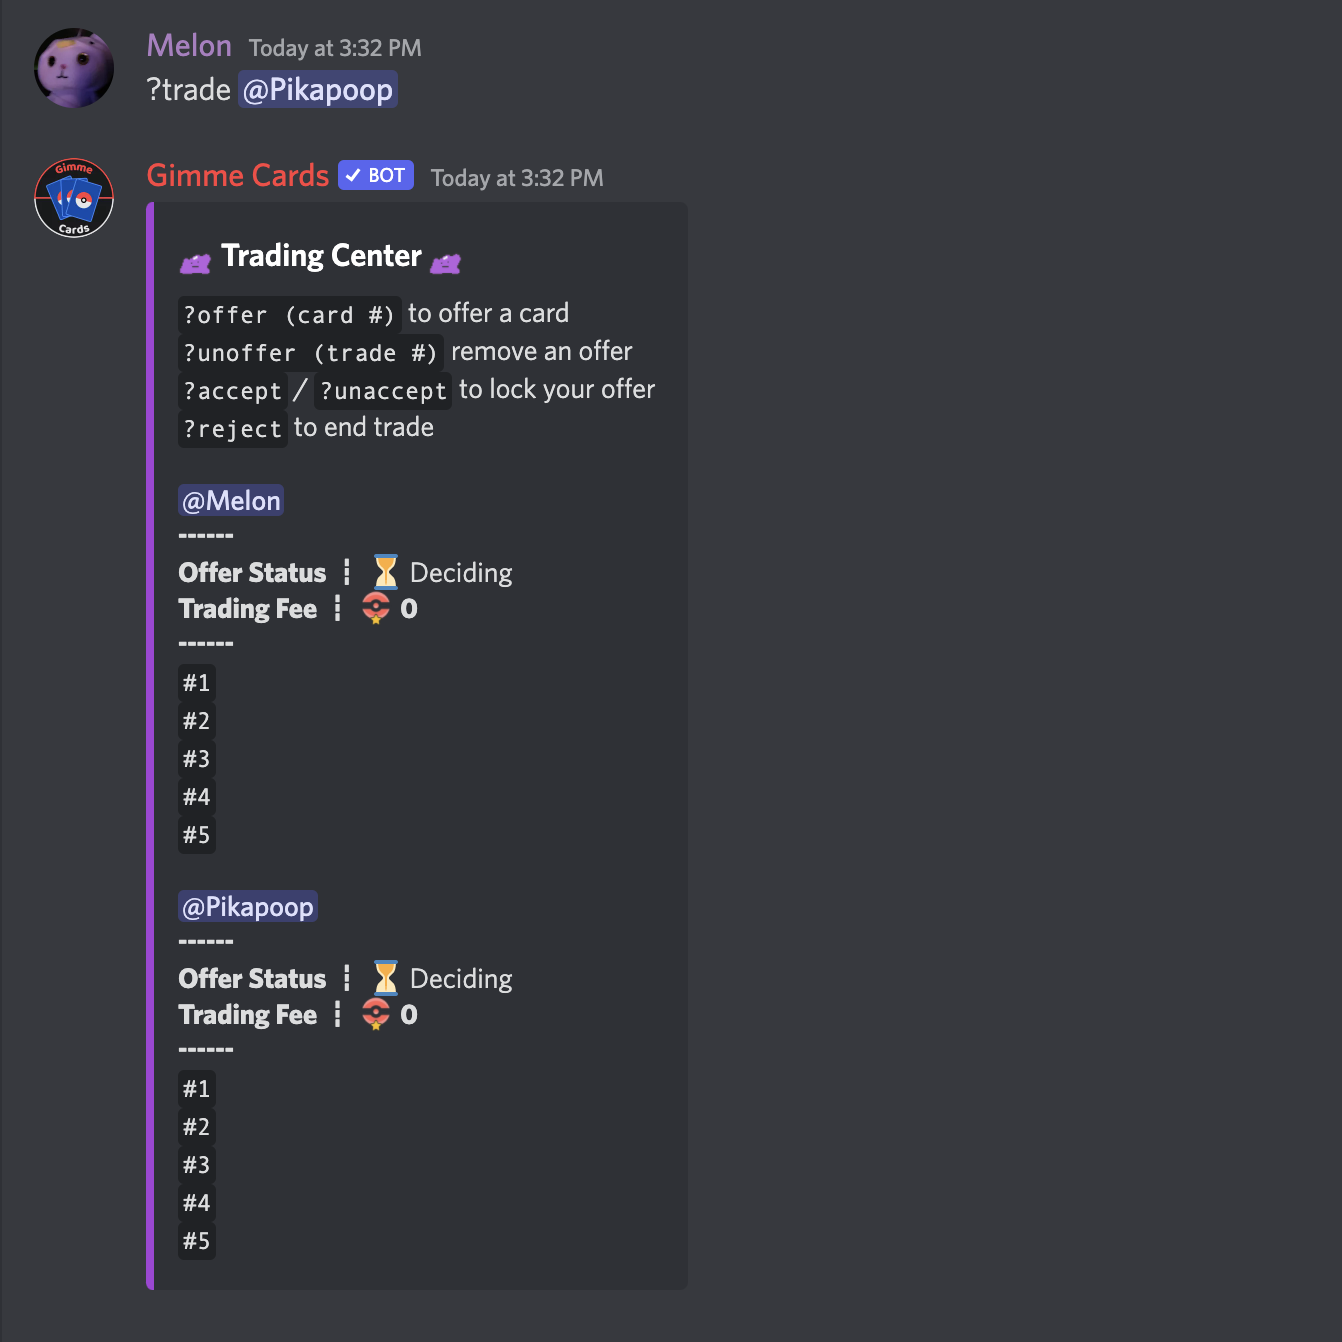 Melon Today at 3:32 PM
?trade @Pikapoop
Gimme
Cards
Gimme Cards BOT Today at 3:32 PM
Trading Center
?offer (card #) to offer a card
?unoffer (trade #) remove an offer
?accept / ?unaccept to lock your offer
?reject to end trade
@Melon
------
Offer Status ┋ Deciding
Trading Fee ┋ 0
------
#1
#2
#3
#4
#5
@Pikapoop
------
Offer Status ┋ Deciding
Trading Fee ┋ 0
------
#1
#2
#3
#4
#5